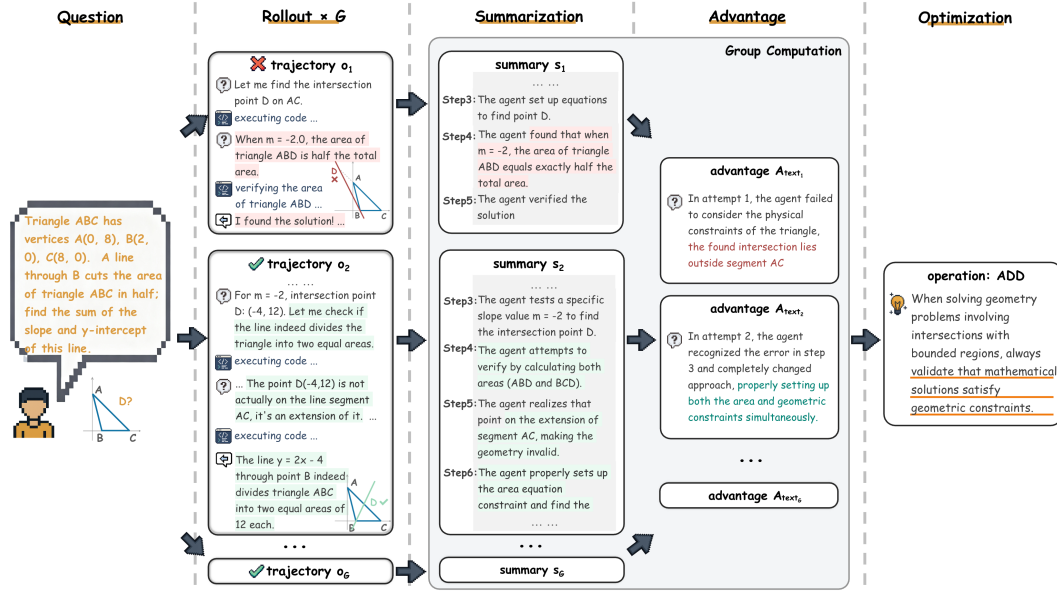 Question
Rollout × G
Summarization
Advantage
Optimization
Triangle ABC has
vertices A(0, 8), B(2,
0), C(8, 0). A line
through B cuts the area
of triangle ABC in half;
find the sum of the
slope and y-intercept
of this line.
A
D?
B
C
trajectory o1
Let me find the intersection
point D on AC.
executing code ...
When m = -2.0, the area of
triangle ABD is half the total
area.
verifying the area
of triangle ABD ...
I found the solution! ...
D
A
B
C
trajectory o2
... ...
For m = -2, intersection point
D: (-4, 12). Let me check if
the line indeed divides the
triangle into two equal areas.
executing code ...
... The point D(-4,12) is not
actually on the line segment
AC, it's an extension of it. ...
executing code ...
The line y = 2x - 4
through point B indeed
divides triangle ABC
into two equal areas of
12 each.
A
D
B
C
...
trajectory oG
Group Computation
summary s1
... ...
Step3: The agent set up equations
to find point D.
Step4: The agent found that when
m = -2, the area of triangle
ABD equals exactly half the
total area.
Step5: The agent verified the
solution
summary s2
... ...
Step3: The agent tests a specific
slope value m = -2 to find
the intersection point D.
Step4: The agent attempts to
verify by calculating both
areas (ABD and BCD).
Step5: The agent realizes that
point on the extension of
segment AC, making the
geometry invalid.
Step6: The agent properly sets up
the area equation
constraint and find the
... ...
...
summary sG
advantage Atext1
In attempt 1, the agent failed
to consider the physical
constraints of the triangle,
the found intersection lies
outside segment AC
advantage Atext2
In attempt 2, the agent
recognized the error in step
3 and completely changed
approach, properly setting up
both the area and geometric
constraints simultaneously.
...
advantage AtextG
operation: ADD
When solving geometry
problems involving
intersections with
bounded regions, always
validate that mathematical
solutions satisfy
geometric constraints.